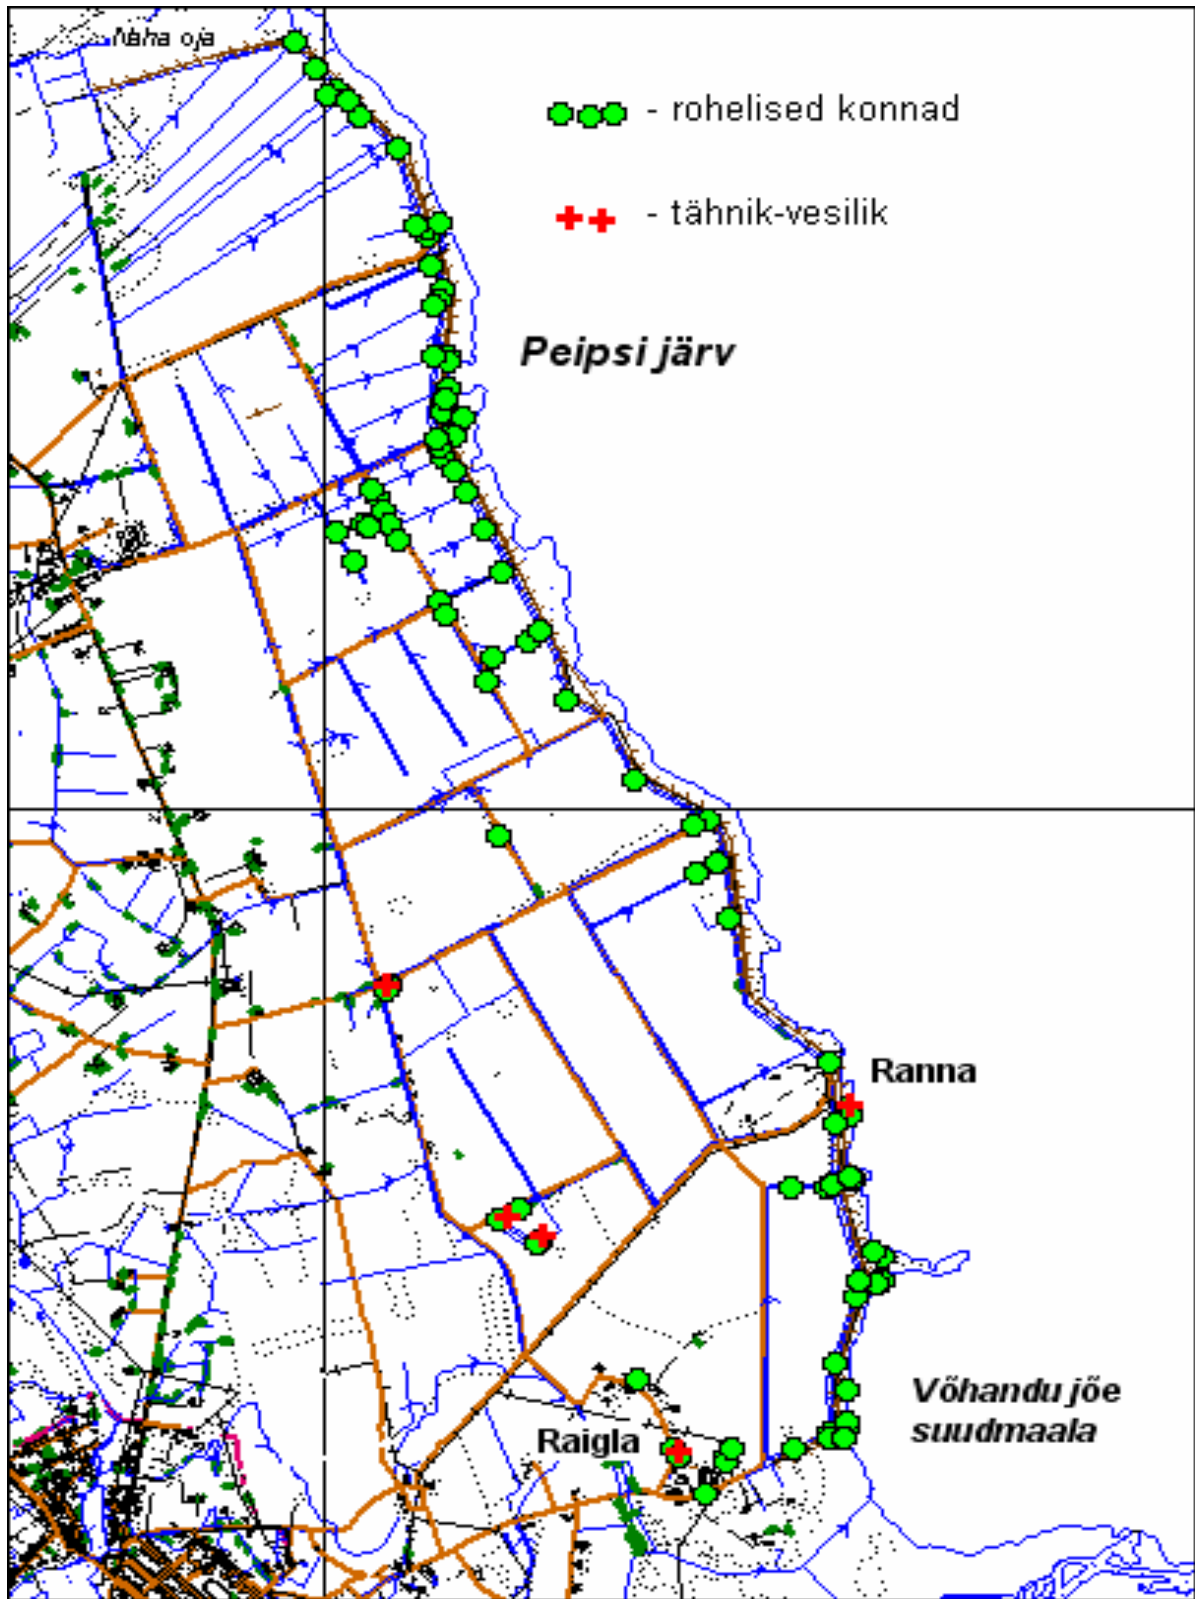 Naha oja
- rohelised konnad
- tähnik-vesilik
Peipsi järv
Ranna
Võhandu jõe
suudmaala
Raigla